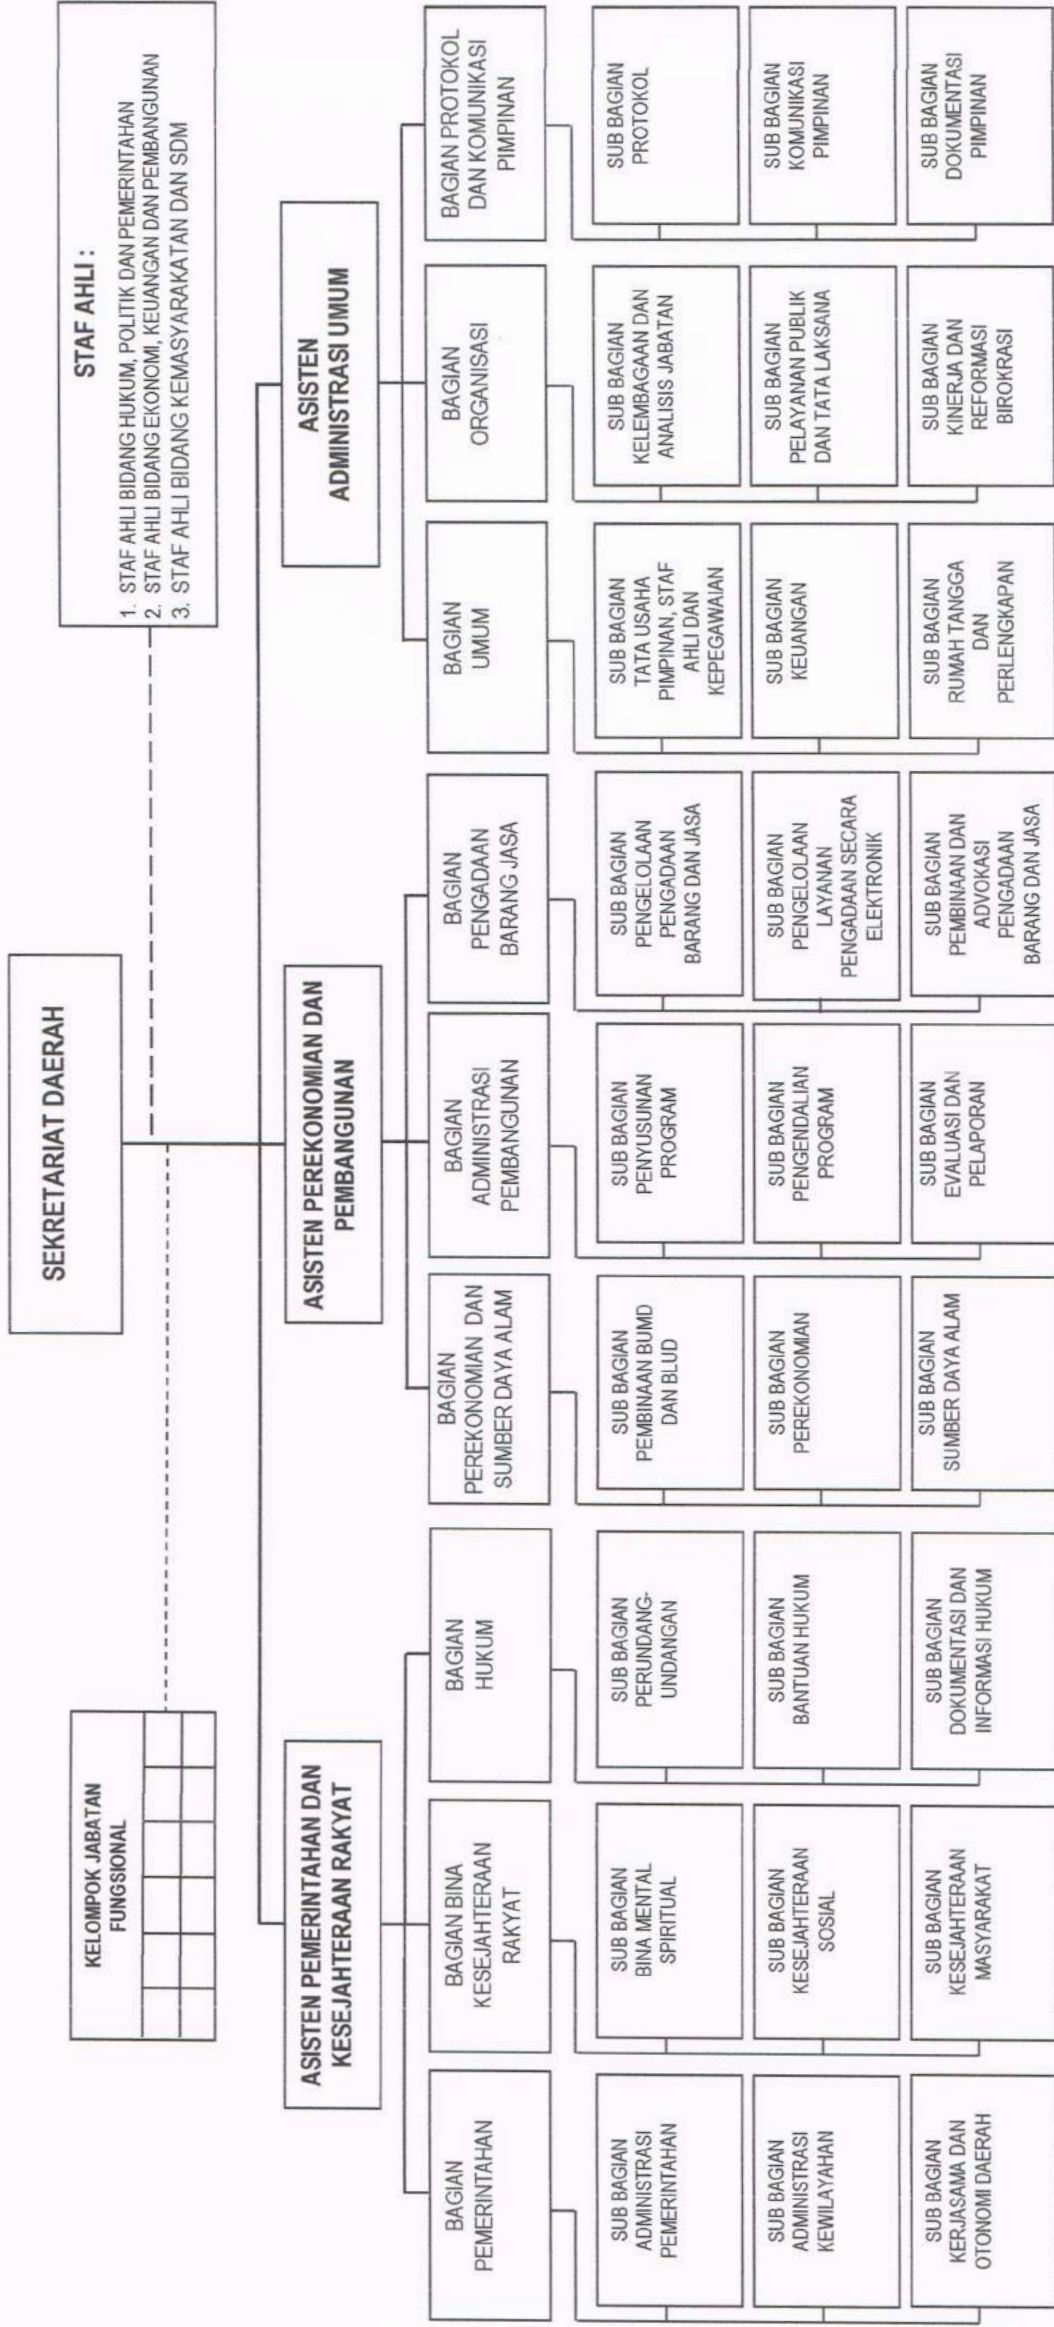 SEKRETARIAT DAERAH
KELOMPOK JABATAN
FUNGSIONAL
STAF AHLI :
1. STAF AHLI BIDANG HUKUM, POLITIK DAN PEMERINTAHAN
2. STAF AHLI BIDANG EKONOMI, KEUANGAN DAN PEMBANGUNAN
3. STAF AHLI BIDANG KEMASYARAKATAN DAN SDM
ASISTEN PEMERINTAHAN DAN
KESEJAHTERAAN RAKYAT
ASISTEN PEREKONOMIAN DAN
PEMBANGUNAN
ASISTEN
ADMINISTRASI UMUM
BAGIAN
PEMERINTAHAN
BAGIAN BINA
KESEJAHTERAAN
RAKYAT
BAGIAN
HUKUM
BAGIAN
PEREKONOMIAN DAN
SUMBER DAYA ALAM
BAGIAN
ADMINISTRASI
PEMBANGUNAN
BAGIAN
PENGADAAN
BARANG JASA
BAGIAN
UMUM
BAGIAN
ORGANISASI
BAGIAN PROTOKOL
DAN KOMUNIKASI
PIMPINAN
SUB BAGIAN
ADMINISTRASI
PEMERINTAHAN
SUB BAGIAN
BINA MENTAL
SPIRITUAL
SUB BAGIAN
PERUNDANG-
UNDANGAN
SUB BAGIAN
PEMBINAAN BUMD
DAN BLUD
SUB BAGIAN
PENYUSUNAN
PROGRAM
SUB BAGIAN
PENGELOLAAN
PENGADAAN
BARANG DAN JASA
SUB BAGIAN
TATA USAHA
PIMPINAN, STAF
AHLI DAN
KEPEGAWAIAN
SUB BAGIAN
KELEMBAGAAN DAN
ANALISIS JABATAN
SUB BAGIAN
PROTOKOL
SUB BAGIAN
ADMINISTRASI
KEWILAYAHAN
SUB BAGIAN
KESEJAHTERAAN
SOSIAL
SUB BAGIAN
BANTUAN HUKUM
SUB BAGIAN
PEREKONOMIAN
SUB BAGIAN
PENGENDALIAN
PROGRAM
SUB BAGIAN
PENGELOLAAN
LAYANAN
PENGADAAN SECARA
ELEKTRONIK
SUB BAGIAN
KEUANGAN
SUB BAGIAN
PELAYANAN PUBLIK
DAN TATA LAKSANA
SUB BAGIAN
KOMUNIKASI
PIMPINAN
SUB BAGIAN
KERJASAMA DAN
OTONOMI DAERAH
SUB BAGIAN
KESEJAHTERAAN
MASYARAKAT
SUB BAGIAN
DOKUMENTASI DAN
INFORMASI HUKUM
SUB BAGIAN
SUMBER DAYA ALAM
SUB BAGIAN
EVALUASI DAN
PELAPORAN
SUB BAGIAN
PEMBINAAN DAN
ADVOKASI
PENGADAAN
BARANG DAN JASA
SUB BAGIAN
RUMAH TANGGA
DAN
PERLENGKAPAN
SUB BAGIAN
KINERJA DAN
REFORMASI
BIROKRASI
SUB BAGIAN
DOKUMENTASI
PIMPINAN